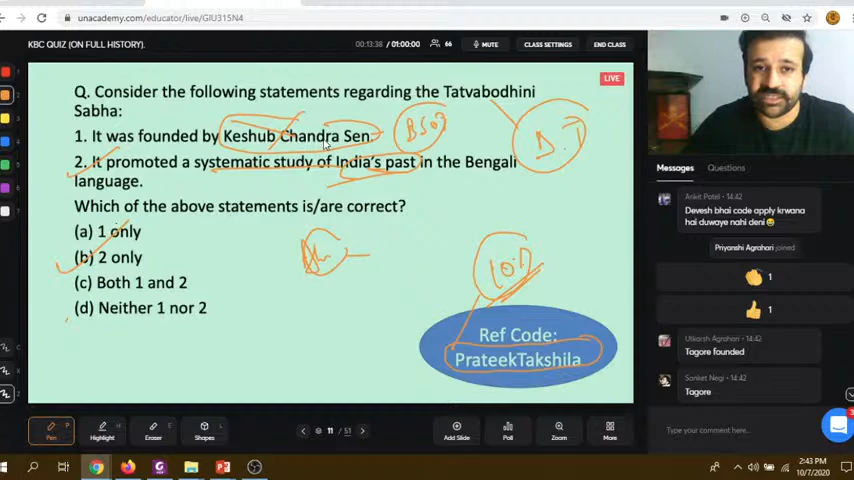 unacademy.com/educator/live/GIU315N4
KBC QUIZ (ON FULL HISTORY).
00:13:38 / 01:00:00
66
MUTE
CLASS SETTINGS
END CLASS
LIVE
Q. Consider the following statements regarding the Tatvabodhini
Sabha:
1. It was founded by Keshub Chandra Sen.
2. It promoted a systematic study of India's past in the Bengali
language.
Which of the above statements is/are correct?
(a) 1 only
(b) 2 only
(c) Both 1 and 2
(d) Neither 1 nor 2
D.T
Ref Code:
PrateekTakshila
Messages
Questions
Ankit Patel • 14:42
Devesh bhai code apply krwana
hai duwaye nahi deni
Priyanshi Agrahari joined
1
1
Utkarsh Agrahari • 14:42
Tagore founded
Sanket Negi • 14:42
Tagore
Type your message...
Pen
P
Highlight
H
Eraser
E
Shapes
L
11 / 51
Add Slide
Poll
Zoom
More
2:43 PM
10/7/2020